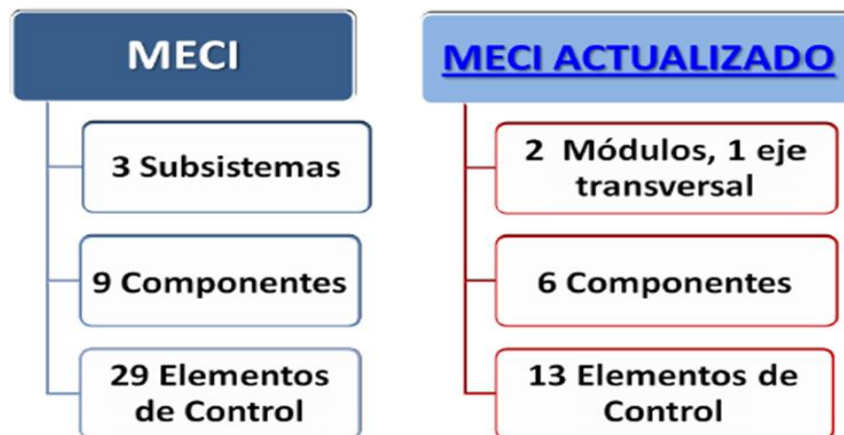 MECI
3 Subsistemas
9 Componentes
29 Elementos
de Control
MECI ACTUALIZADO
2 Módulos, 1 eje
transversal
6 Componentes
13 Elementos de
Control